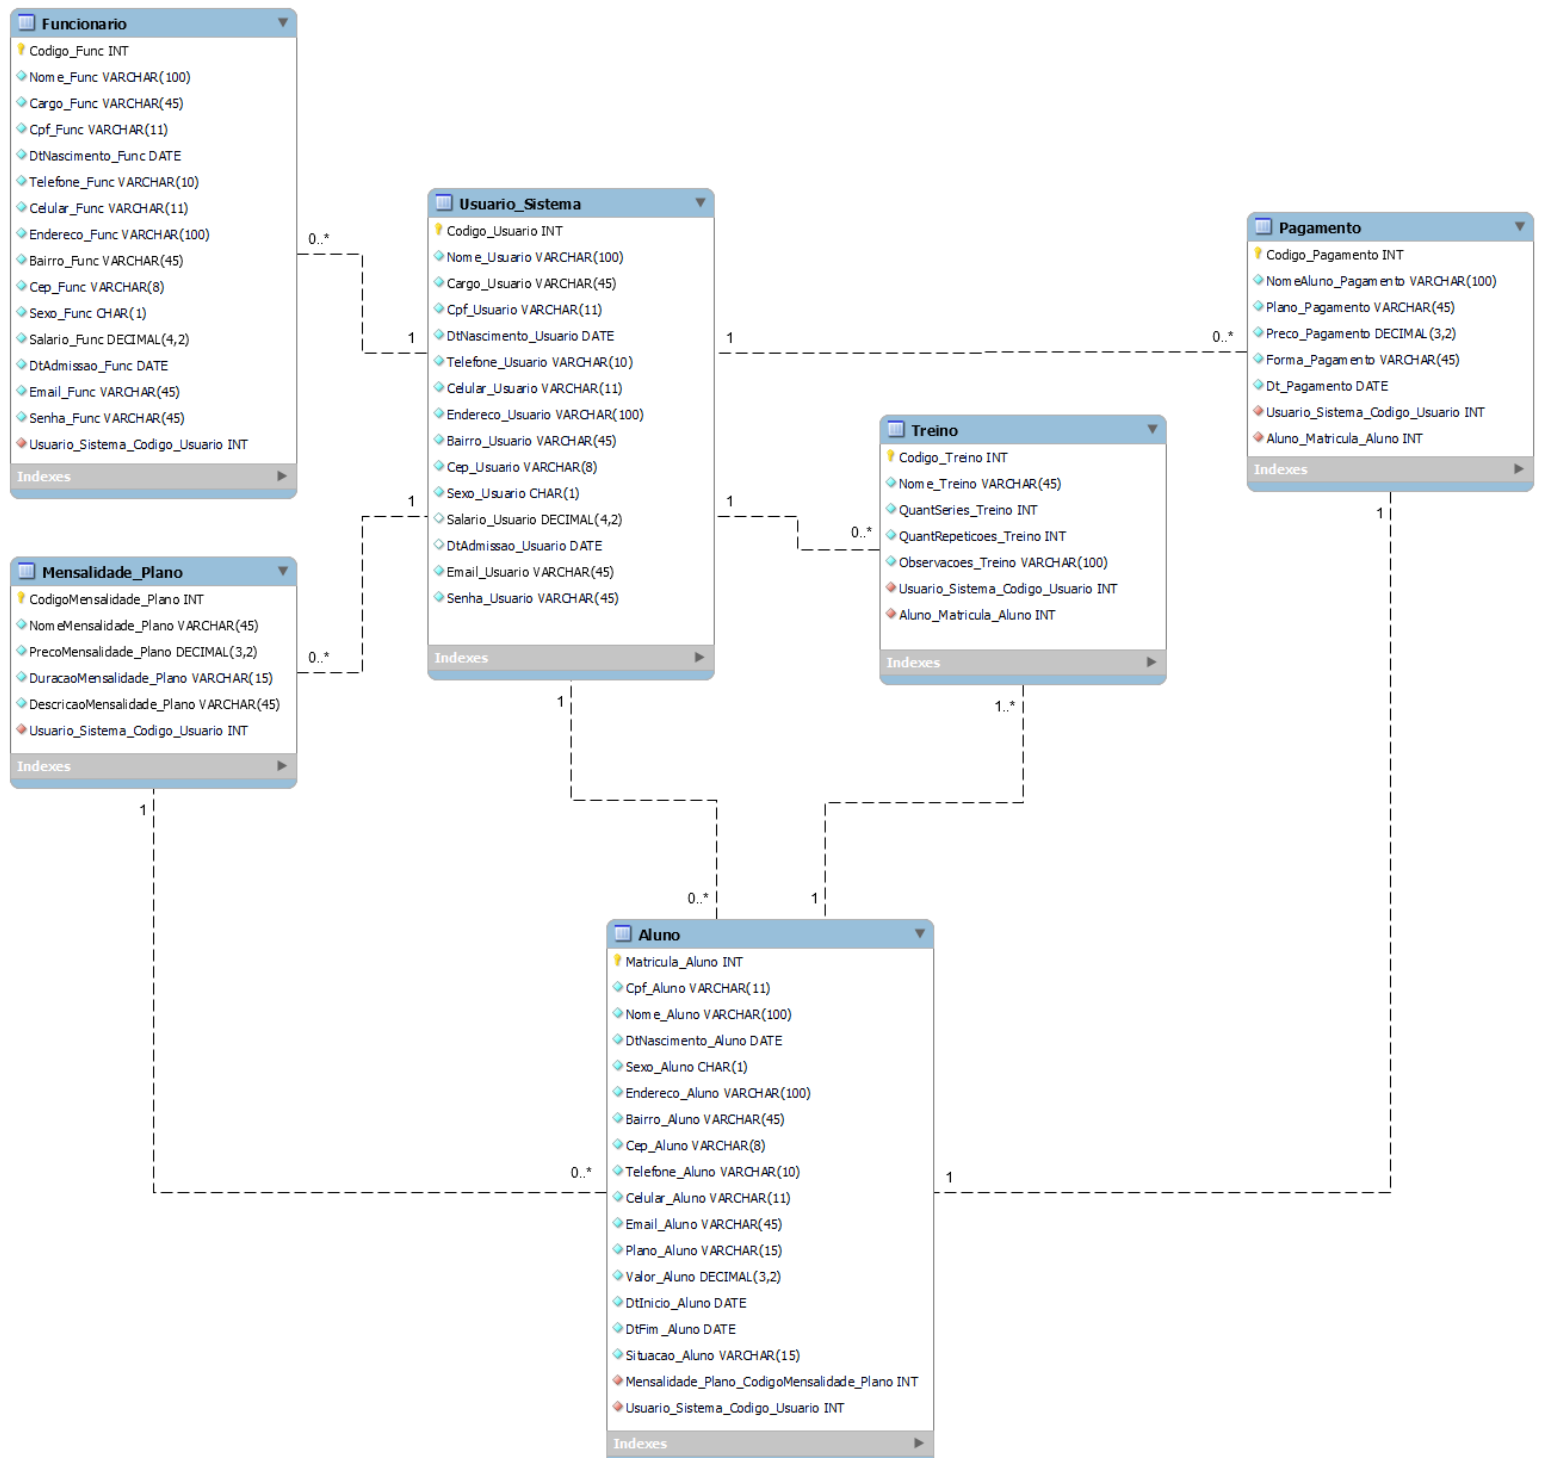 Funcionario
Codigo_Func INT
Nome_Func VARCHAR(100)
Cargo_Func VARCHAR(45)
Cpf_Func VARCHAR(11)
DtNascimento_Func DATE
Telefone_Func VARCHAR(10)
Celular_Func VARCHAR(11)
Endereco_Func VARCHAR(100)
Bairro_Func VARCHAR(45)
Cep_Func VARCHAR(8)
Sexo_Func CHAR(1)
Salario_Func DECIMAL(4,2)
DtAdmissao_Func DATE
Email_Func VARCHAR(45)
Senha_Func VARCHAR(45)
Usuario_Sistema_Codigo_Usuario INT
Indexes
0..*
1
Usuario_Sistema
Codigo_Usuario INT
Nome_Usuario VARCHAR(100)
Cargo_Usuario VARCHAR(45)
Cpf_Usuario VARCHAR(11)
DtNascimento_Usuario DATE
Telefone_Usuario VARCHAR(10)
Celular_Usuario VARCHAR(11)
Endereco_Usuario VARCHAR(100)
Bairro_Usuario VARCHAR(45)
Cep_Usuario VARCHAR(8)
Sexo_Usuario CHAR(1)
Salario_Usuario DECIMAL(4,2)
DtAdmissao_Usuario DATE
Email_Usuario VARCHAR(45)
Senha_Usuario VARCHAR(45)
Indexes
1
0..*
Pagamento
Codigo_Pagamento INT
NomeAluno_Pagamento VARCHAR(100)
Plano_Pagamento VARCHAR(45)
Preco_Pagamento DECIMAL(3,2)
Forma_Pagamento VARCHAR(45)
Dt_Pagamento DATE
Usuario_Sistema_Codigo_Usuario INT
Aluno_Matricula_Aluno INT
Indexes
1
1
0..*
Treino
Codigo_Treino INT
Nome_Treino VARCHAR(45)
QuantSeries_Treino INT
QuantRepeticoes_Treino INT
Observacoes_Treino VARCHAR(100)
Usuario_Sistema_Codigo_Usuario INT
Aluno_Matricula_Aluno INT
Indexes
1..*
1
0..*
Mensalidade_Plano
CodigoMensalidade_Plano INT
NomeMensalidade_Plano VARCHAR(45)
PrecoMensalidade_Plano DECIMAL(3,2)
DuracaoMensalidade_Plano VARCHAR(15)
DescricaoMensalidade_Plano VARCHAR(45)
Usuario_Sistema_Codigo_Usuario INT
Indexes
1
1
0..*
1
0..*
1
Aluno
Matricula_Aluno INT
Cpf_Aluno VARCHAR(11)
Nome_Aluno VARCHAR(100)
DtNascimento_Aluno DATE
Sexo_Aluno CHAR(1)
Endereco_Aluno VARCHAR(100)
Bairro_Aluno VARCHAR(45)
Cep_Aluno VARCHAR(8)
Telefone_Aluno VARCHAR(10)
Celular_Aluno VARCHAR(11)
Email_Aluno VARCHAR(45)
Plano_Aluno VARCHAR(15)
Valor_Aluno DECIMAL(3,2)
DtInicio_Aluno DATE
DtFim_Aluno DATE
Situacao_Aluno VARCHAR(15)
Mensalidade_Plano_CodigoMensalidade_Plano INT
Usuario_Sistema_Codigo_Usuario INT
Indexes